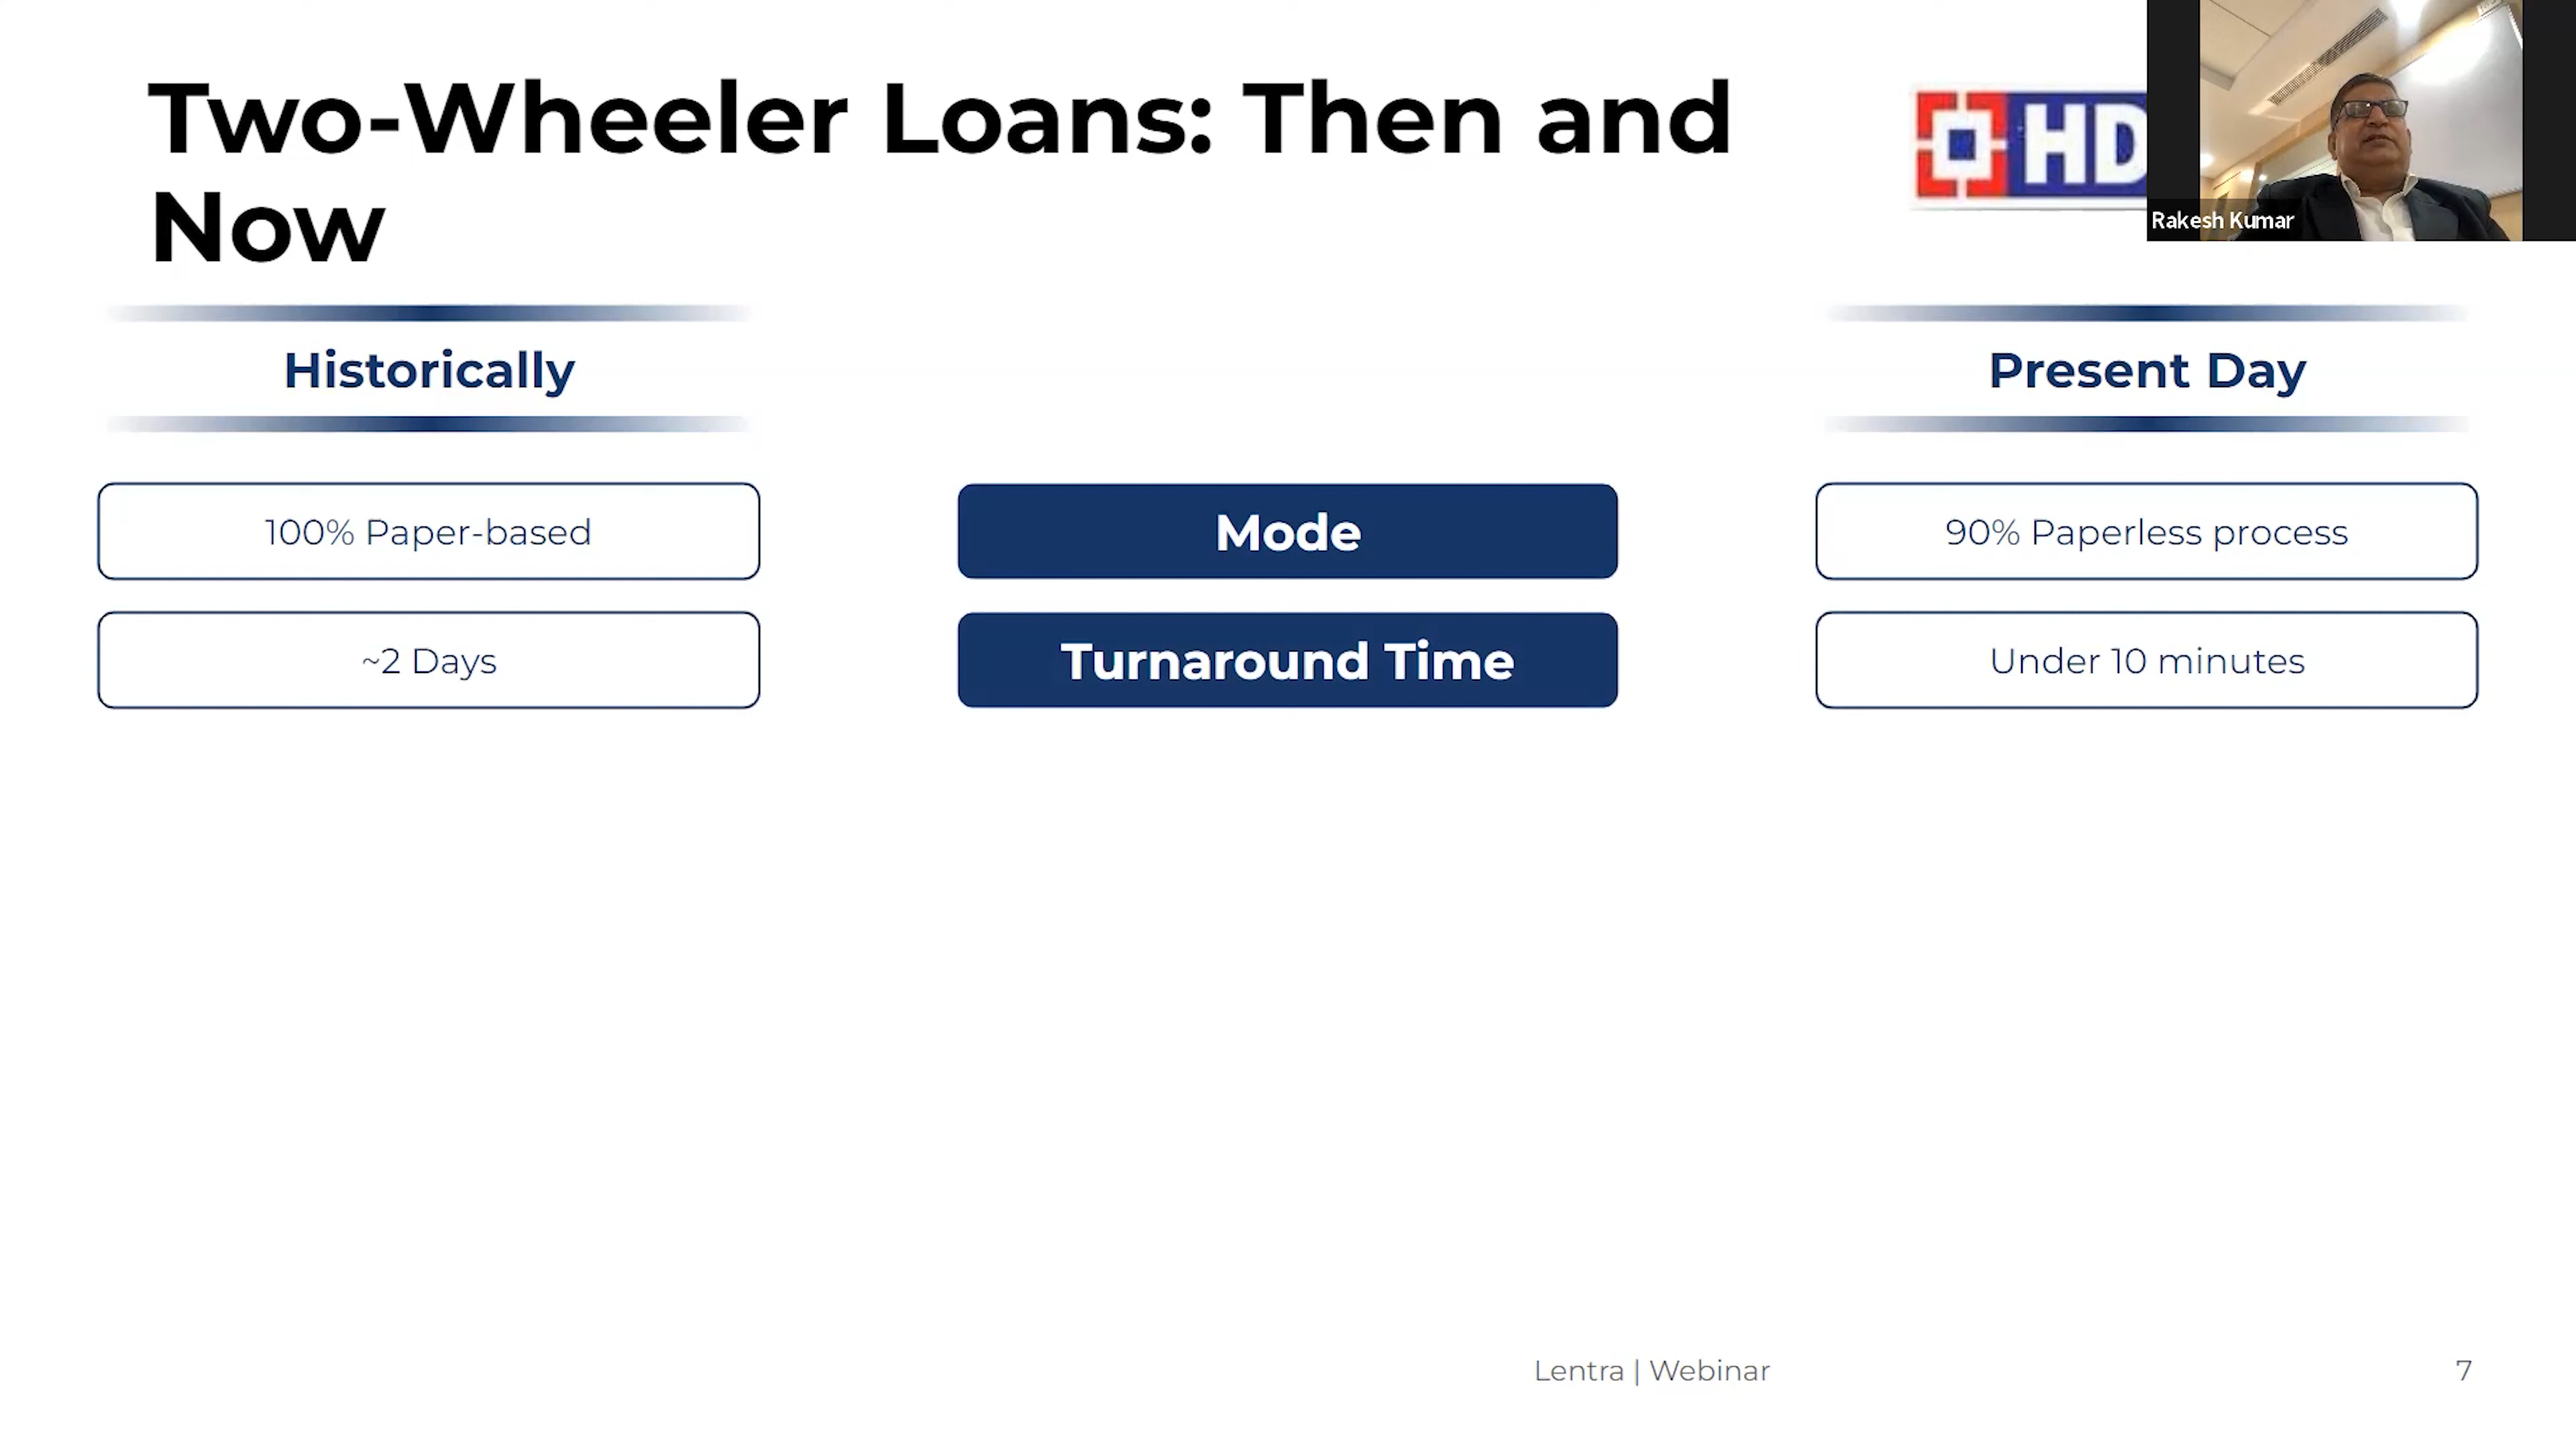 Two-Wheeler Loans: Then and
Now
HD
Rakesh Kumar
Historically
Present Day
100% Paper-based
Mode
90% Paperless process
~2 Days
Turnaround Time
Under 10 minutes
Lentra | Webinar
7